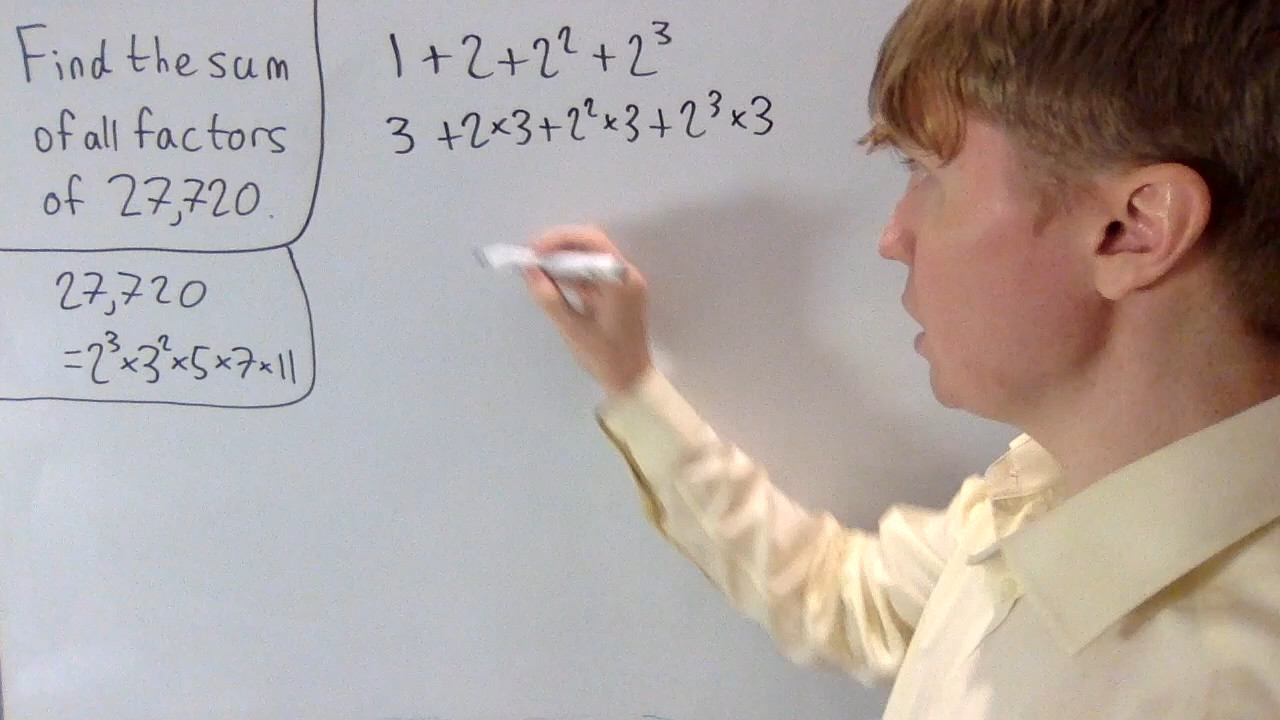 Find the sum
of all factors
of 27,720.
27,720
=2³×3²×5×7×11
1+2+2²+2³
3+2×3+2²×3+2³×3